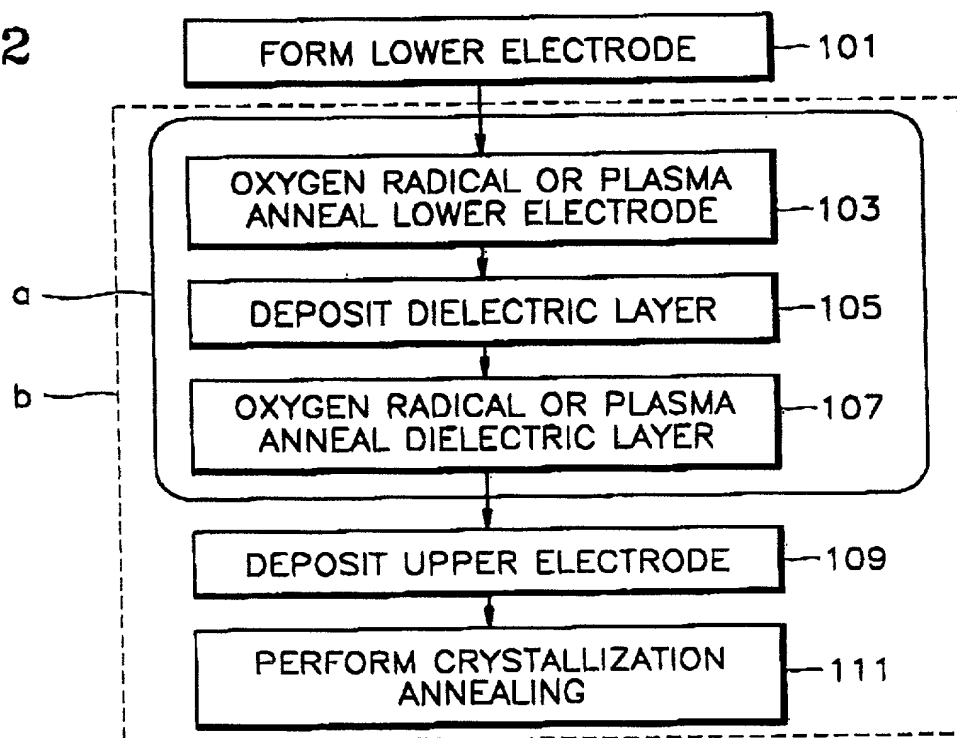 2
FORM LOWER ELECTRODE
101
OXYGEN RADICAL OR PLASMA
ANNEAL LOWER ELECTRODE
103
a
DEPOSIT DIELECTRIC LAYER
105
b
OXYGEN RADICAL OR PLASMA
ANNEAL DIELECTRIC LAYER
107
DEPOSIT UPPER ELECTRODE
109
PERFORM CRYSTALLIZATION
ANNEALING
111